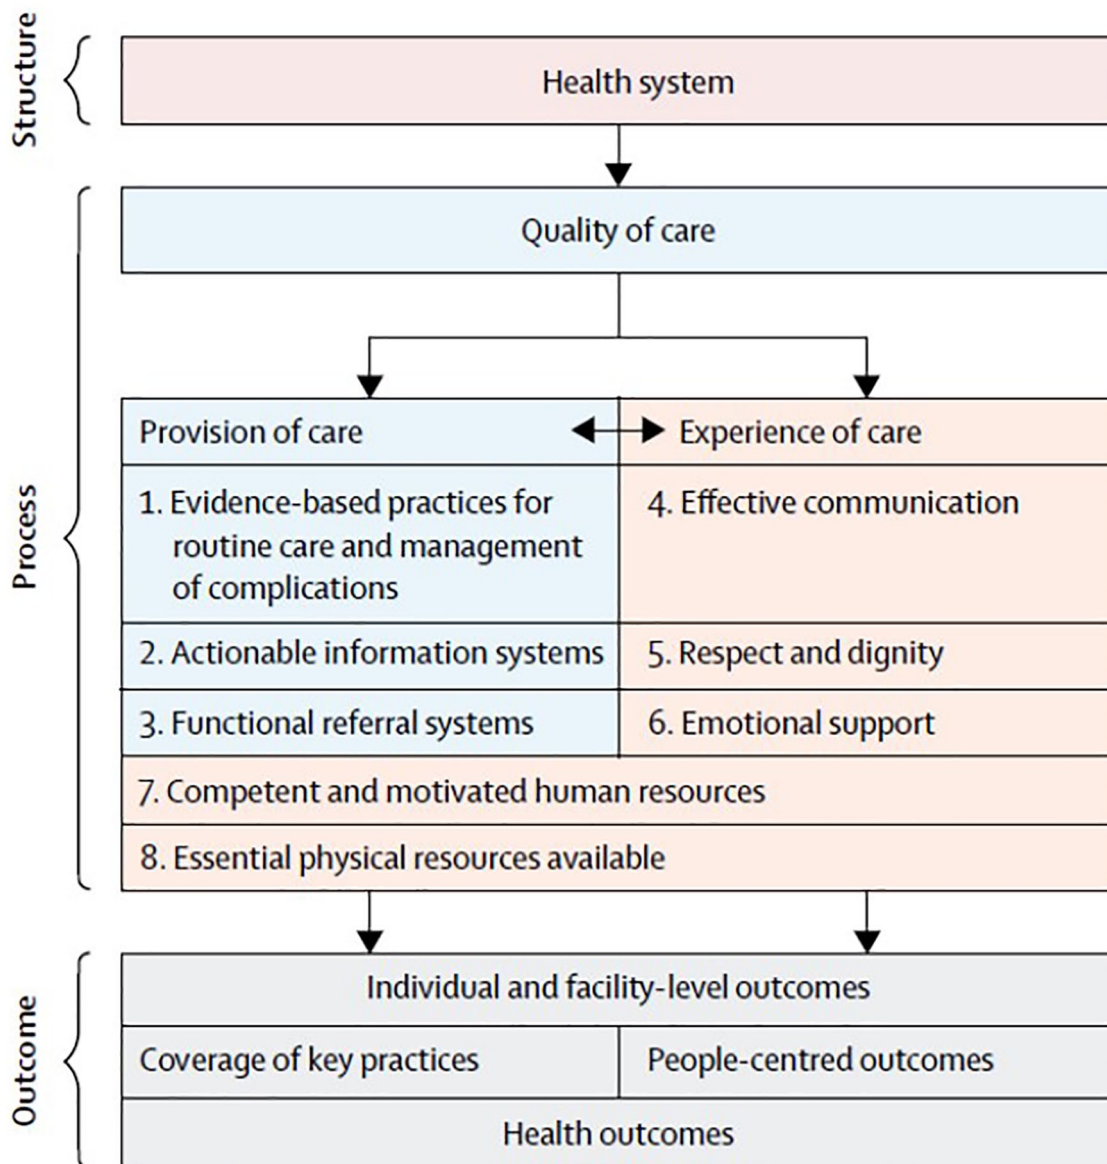 Structure
Health system
Process
Quality of care
Provision of care
Experience of care
1. Evidence-based practices for
routine care and management
of complications
4. Effective communication
2. Actionable information systems
5. Respect and dignity
3. Functional referral systems
6. Emotional support
7. Competent and motivated human resources
8. Essential physical resources available
Outcome
Individual and facility-level outcomes
Coverage of key practices
People-centred outcomes
Health outcomes